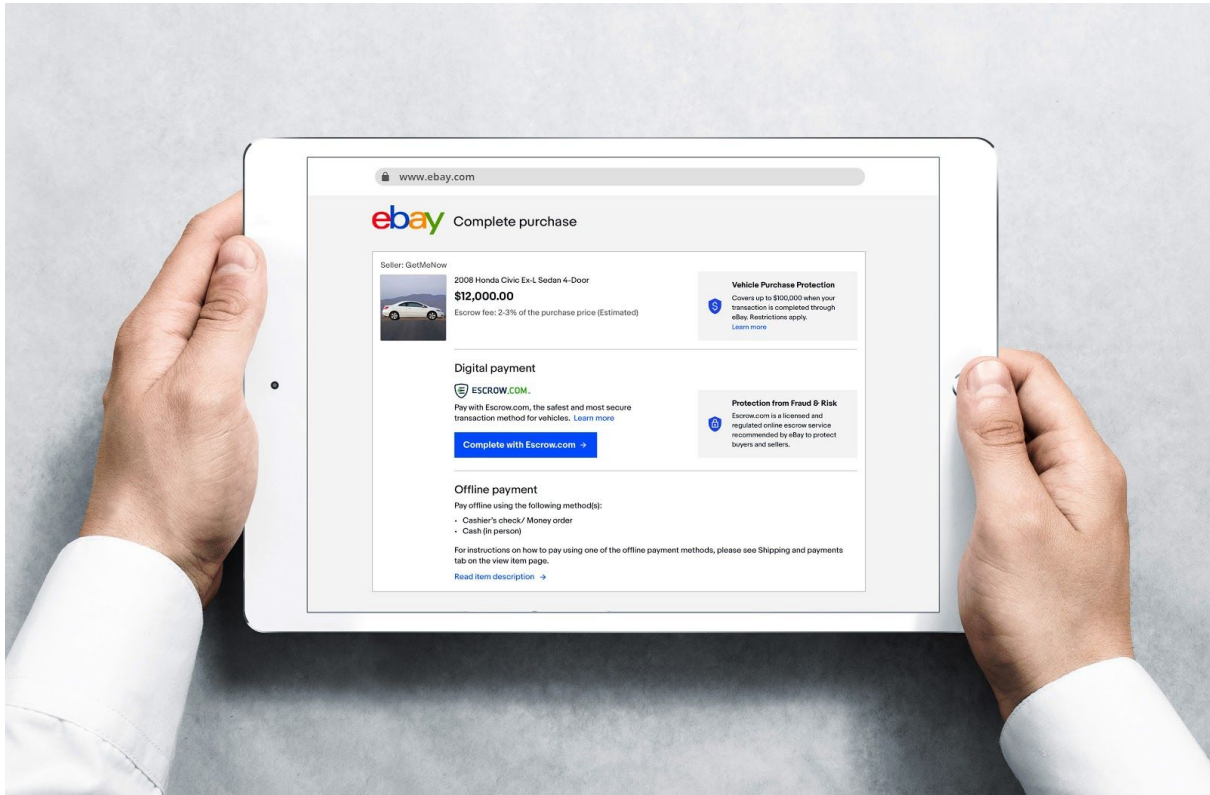 www.ebay.com
ebay Complete purchase
Seller: GetMeNow
2008 Honda Civic Ex-L Sedan 4-Door
$12,000.00
Escrow fee: 2-3% of the purchase price (Estimated)
Vehicle Purchase Protection
Covers up to $100,000 when your
transaction is completed through
eBay. Restrictions apply.
Learn more
Digital payment
ESCROW.COM.
Pay with Escrow.com, the safest and most secure
transaction method for vehicles. Learn more
Complete with Escrow.com →
Protection from Fraud & Risk
Escrow.com is a licensed and
regulated online escrow service
recommended by eBay to protect
buyers and sellers.
Offline payment
Pay offline using the following method(s):
• Cashier's check/ Money order
• Cash (in person)
For instructions on how to pay using one of the offline payment methods, please see Shipping and payments
tab on the view item page.
Read item description →